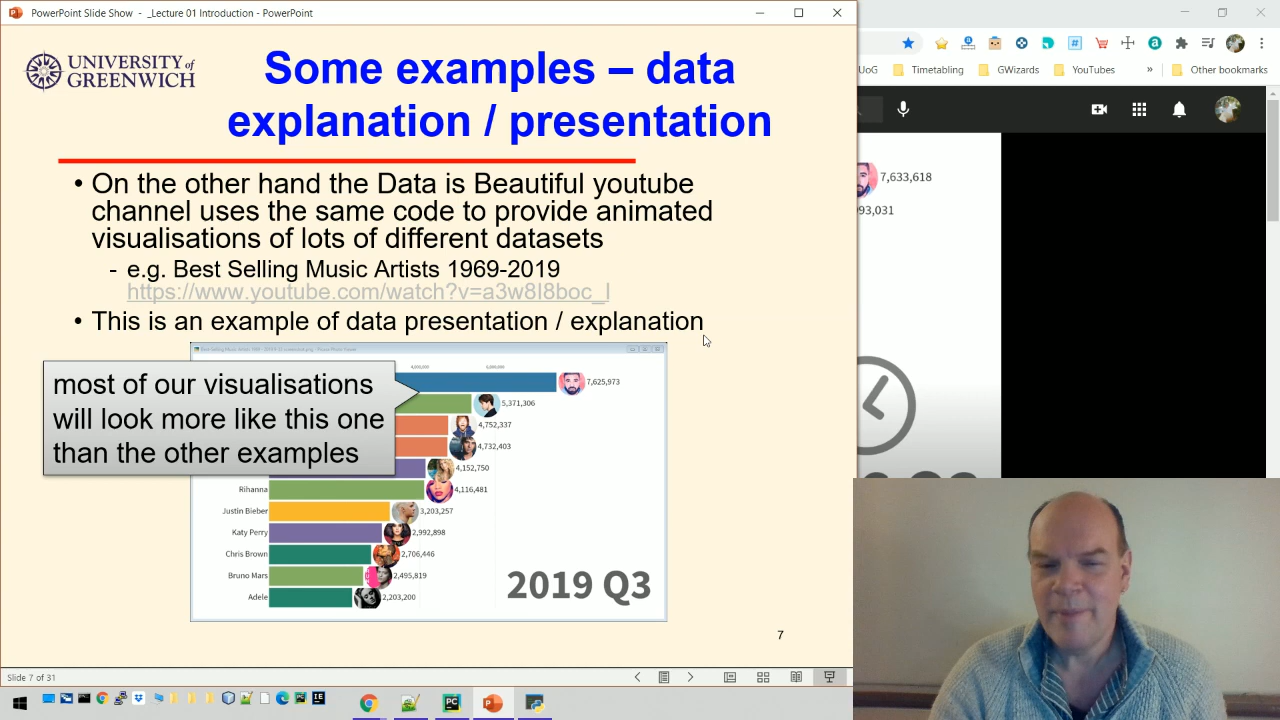 PowerPoint Slide Show - _Lecture 01 Introduction - PowerPoint
UNIVERSITY of
GREENWICH
Some examples – data
explanation / presentation
• On the other hand the Data is Beautiful youtube
channel uses the same code to provide animated
visualisations of lots of different datasets
- e.g. Best Selling Music Artists 1969-2019
https://www.youtube.com/watch?v=a3w8I8boc_I
• This is an example of data presentation / explanation
most of our visualisations
will look more like this one
than the other examples
7,625,973
5,371,306
4,752,337
4,732,403
4,152,750
Rihanna 4,116,481
Justin Bieber 3,203,257
Katy Perry 2,992,898
Chris Brown 2,706,446
Bruno Mars 2,495,819
Adele 2,203,200
2019 Q3
7
Slide 7 of 31
UoG Timetabling GWizards YouTubes » Other bookmarks
7,633,618
93,031